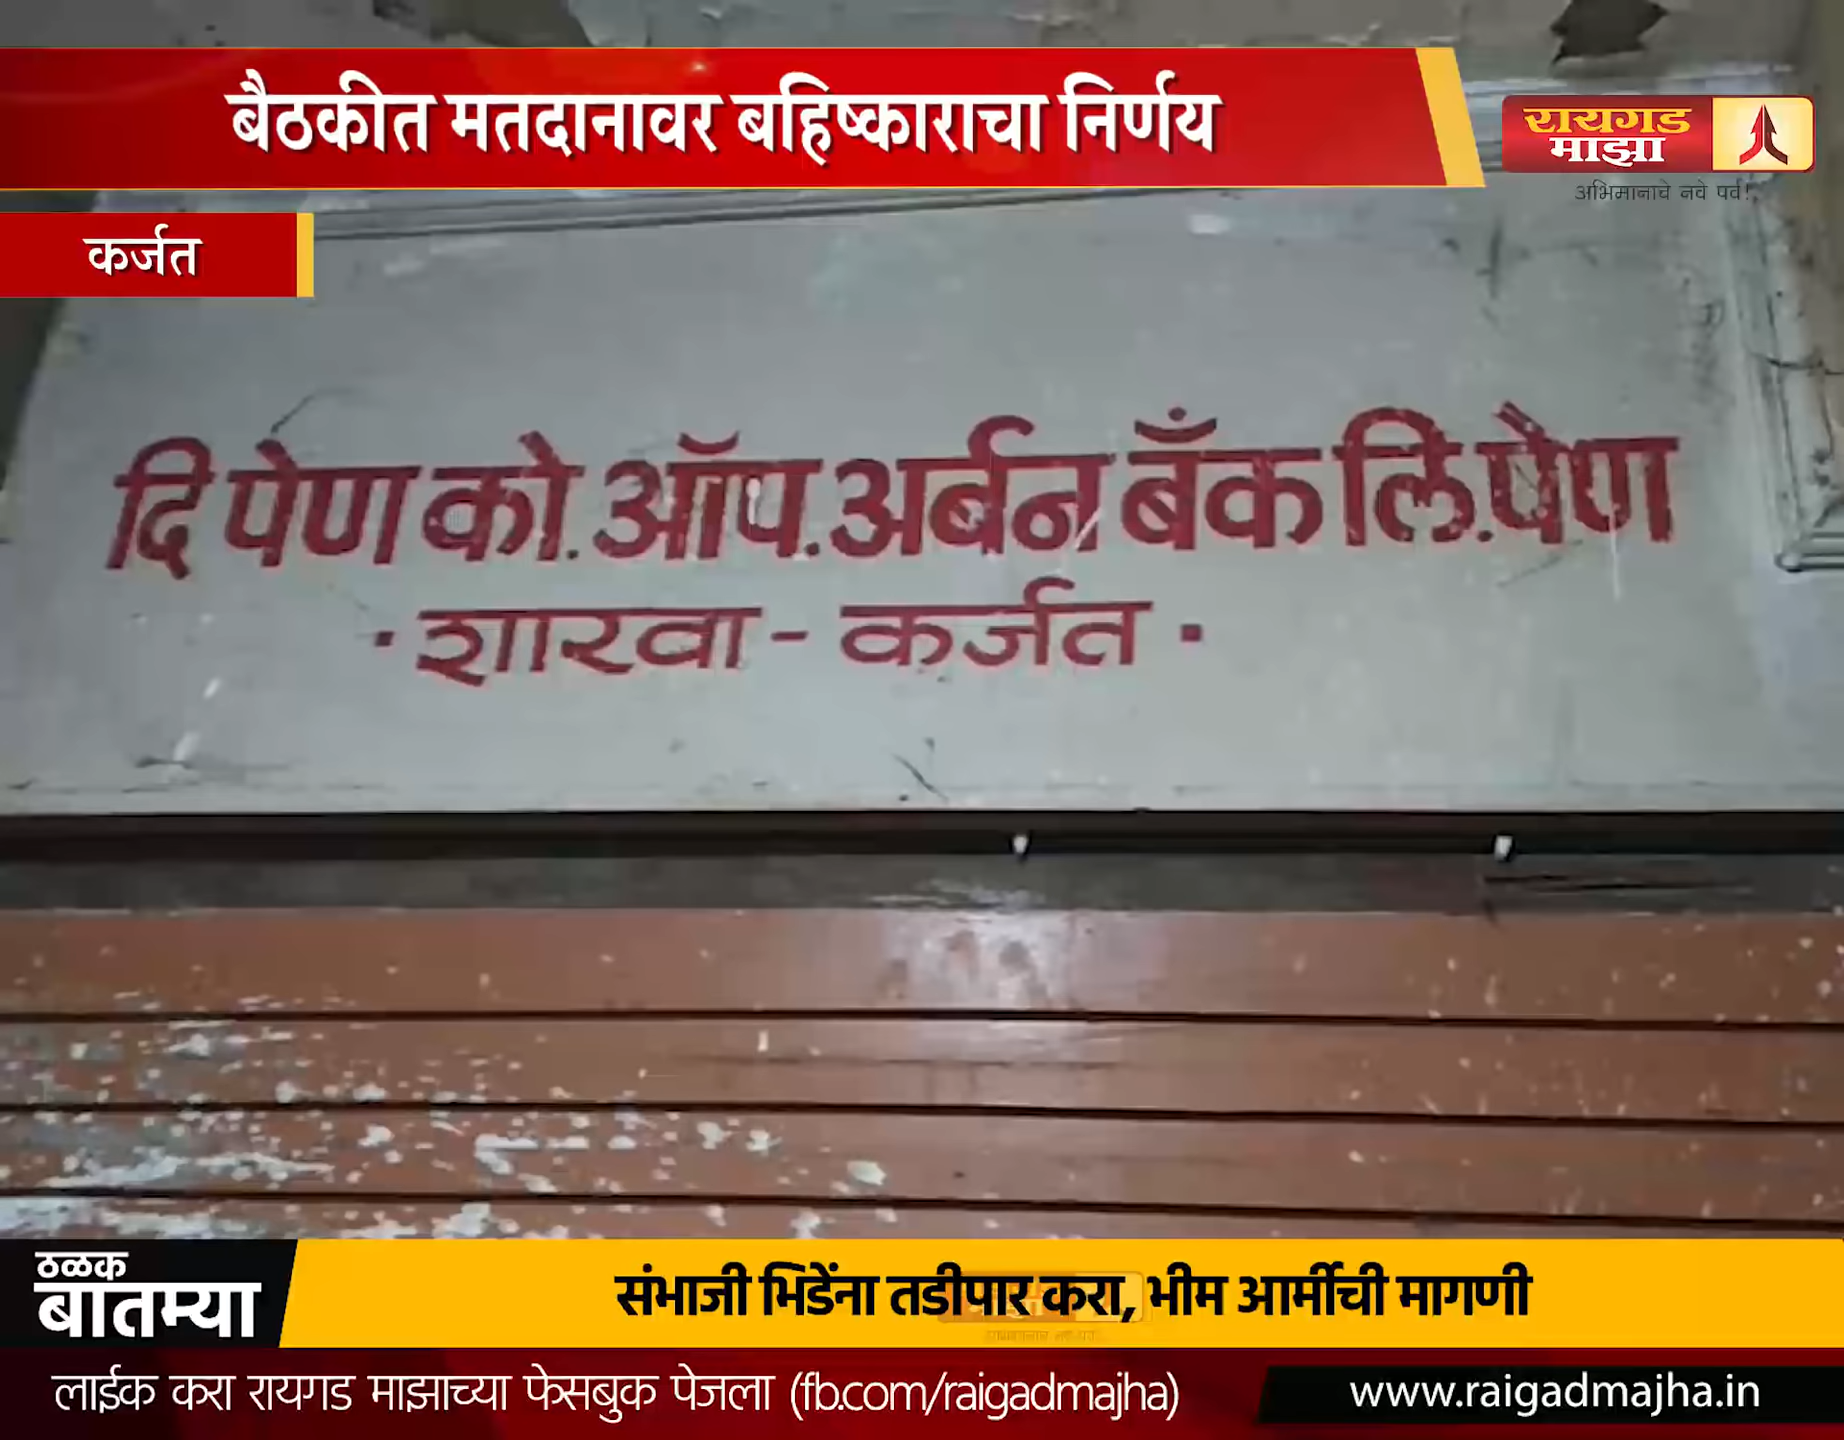 बैठकीत मतदानावर बहिष्काराचा निर्णय
रायगड
माझा
अभिमानाचे नवे पर्व!
कर्जत
दि पेण को. ऑप. अर्बन बँक लि. पेण
· शाखा - कर्जत ·
ठळक
बातम्या
संभाजी भिडेंना तडीपार करा, भीम आर्मीची मागणी
लाईक करा रायगड माझाच्या फेसबुक पेजला (fb.com/raigadmajha)
www.raigadmajha.in